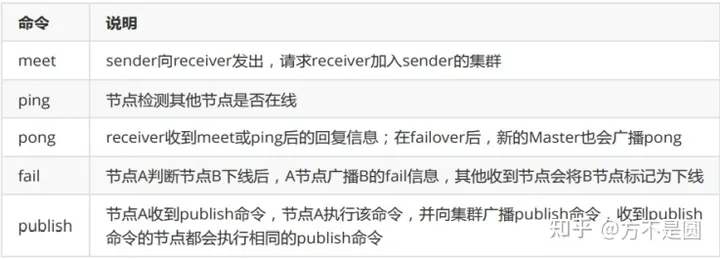 命令 说明
meet sender向receiver发出，请求receiver加入sender的集群
ping 节点检测其他节点是否在线
pong receiver收到meet或ping后的回复信息；在failover后，新的Master也会广播pong
fail 节点A判断节点B下线后，A节点广播B的fail信息，其他收到节点会将B节点标记为下线
publish 节点A收到publish命令，节点A执行该命令，并向集群广播publish命令，收到publish
命令的节点都会执行相同的publish命令
知乎 @方不是圆